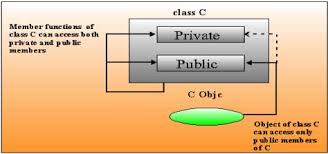 class C
Member functions of
class C can access both
private and public
members
Private
Public
C Objc
Object of class C
can access only
public members
of C